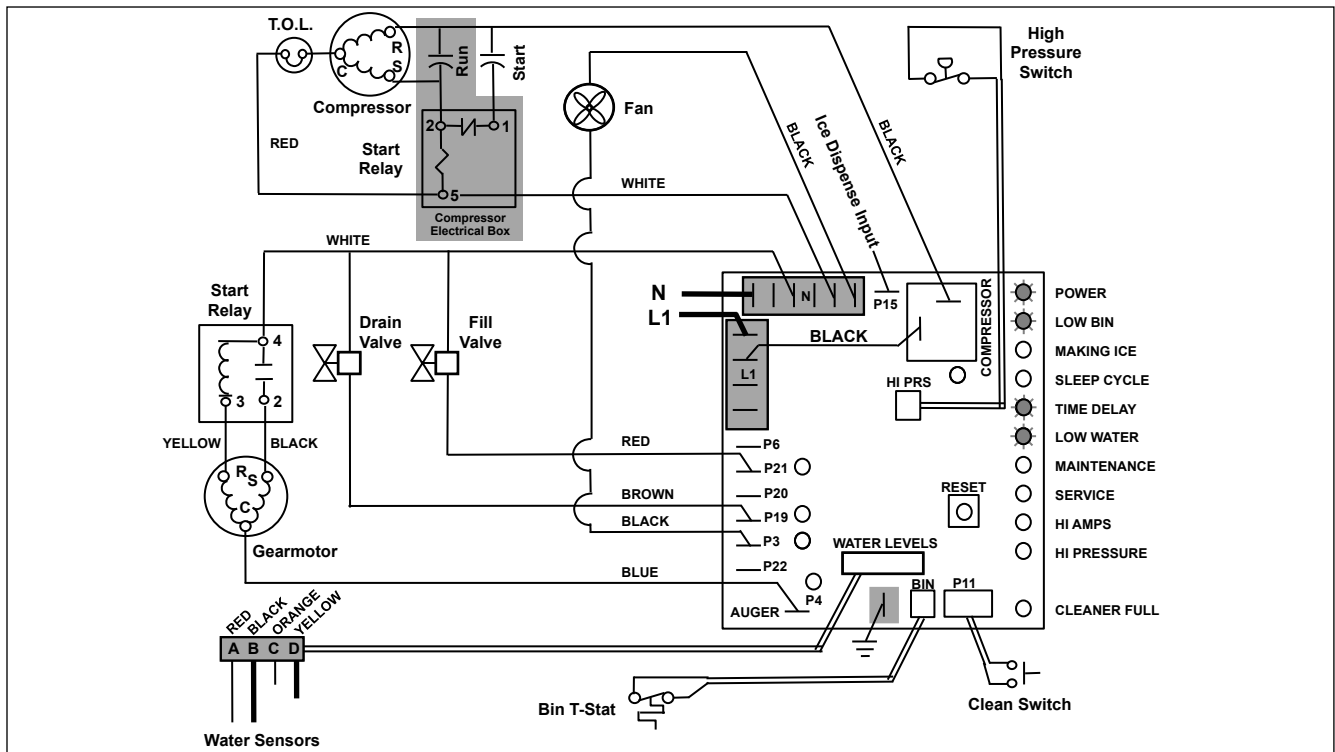 T.O.L.
R
S
C
Compressor
Run
Start
RED
2
1
Start
Relay
5
Compressor
Electrical Box
Fan
WHITE
BLACK
Ice Dispense Input
BLACK
High
Pressure
Switch
WHITE
Start
Relay
4
3
2
YELLOW
BLACK
R
S
C
Gearmotor
Drain
Valve
Fill
Valve
N
L1
N
L1
BLACK
P15
COMPRESSOR
HI PRS
RED
BROWN
BLACK
BLUE
P6
P21
P20
P19
P3
P22
P4
AUGER
RESET
WATER LEVELS
BIN
P11
POWER
LOW BIN
MAKING ICE
SLEEP CYCLE
TIME DELAY
LOW WATER
MAINTENANCE
SERVICE
HI AMPS
HI PRESSURE
CLEANER FULL
RED
BLACK
ORANGE
YELLOW
A B C D
Water Sensors
Bin T-Stat
Clean Switch